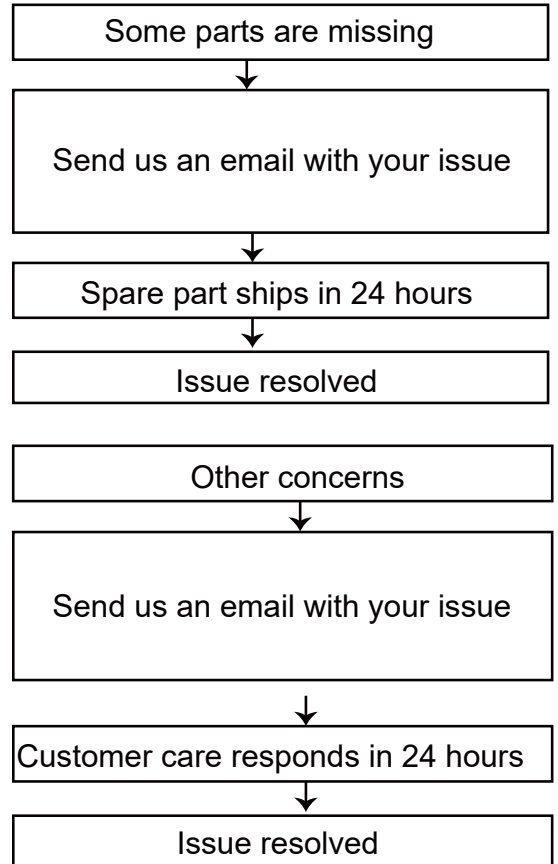 Some parts are missing
Send us an email with your issue
Spare part ships in 24 hours
Issue resolved
Other concerns
Send us an email with your issue
Customer care responds in 24 hours
Issue resolved